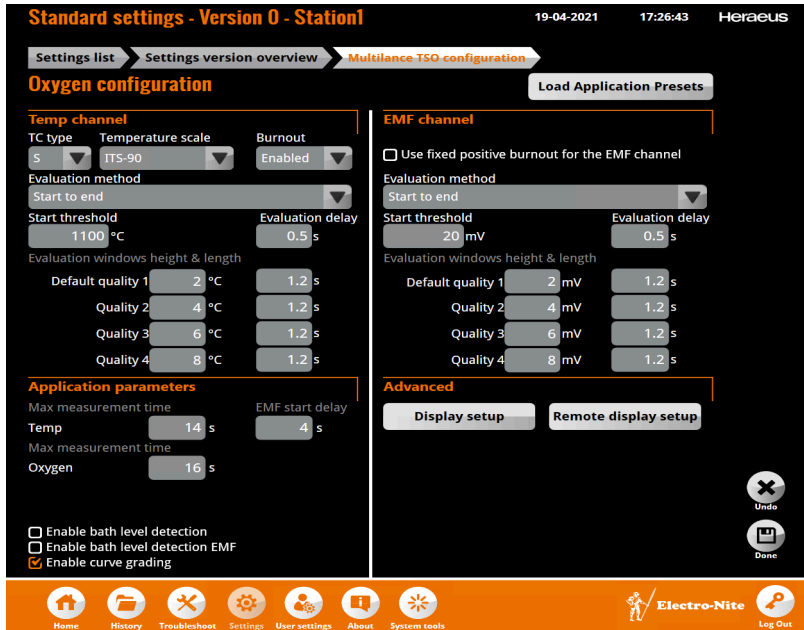 Standard settings - Version 0 - Station1 19-04-2021 17:26:43 Heraeus
Settings list Settings version overview Multilance TSO configuration
Oxygen configuration Load Application Presets
Temp channel
TC type Temperature scale Burnout
S ITS-90 Enabled
Evaluation method
Start to end
Start threshold Evaluation delay
1100 °C 0.5 s
Evaluation windows height & length
Default quality 1 2 °C 1.2 s
Quality 2 4 °C 1.2 s
Quality 3 6 °C 1.2 s
Quality 4 8 °C 1.2 s
Application parameters
Max measurement time EMF start delay
Temp 14 s 4 s
Max measurement time
Oxygen 16 s
Enable bath level detection
Enable bath level detection EMF
Enable curve grading
EMF channel
Use fixed positive burnout for the EMF channel
Evaluation method
Start to end
Start threshold Evaluation delay
20 mV 0.5 s
Evaluation windows height & length
Default quality 1 2 mV 1.2 s
Quality 2 4 mV 1.2 s
Quality 3 6 mV 1.2 s
Quality 4 8 mV 1.2 s
Advanced
Display setup Remote display setup
Undo
Done
Home History Troubleshoot Settings User settings About System tools Electro-Nite Log Out